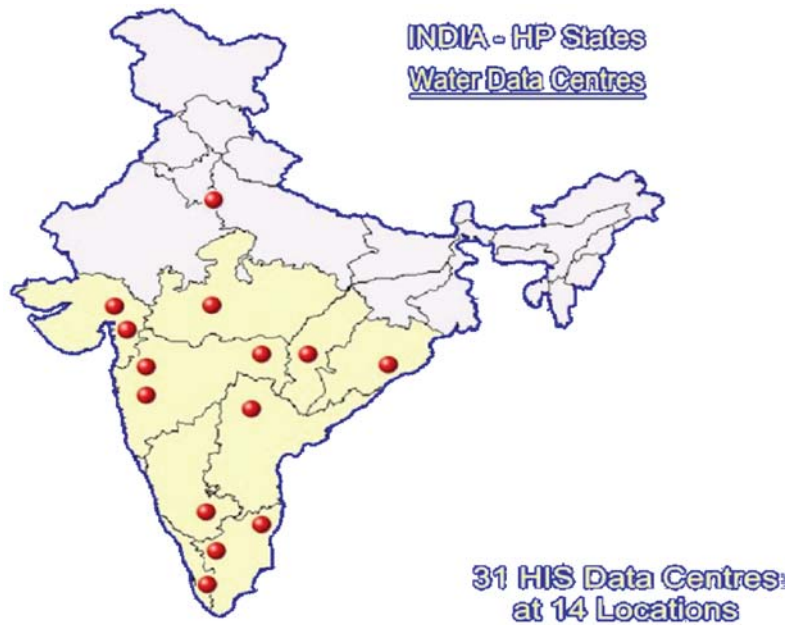 INDIA - HP States
Water Data Centres
31 HIS Data Centres
at 14 Locations